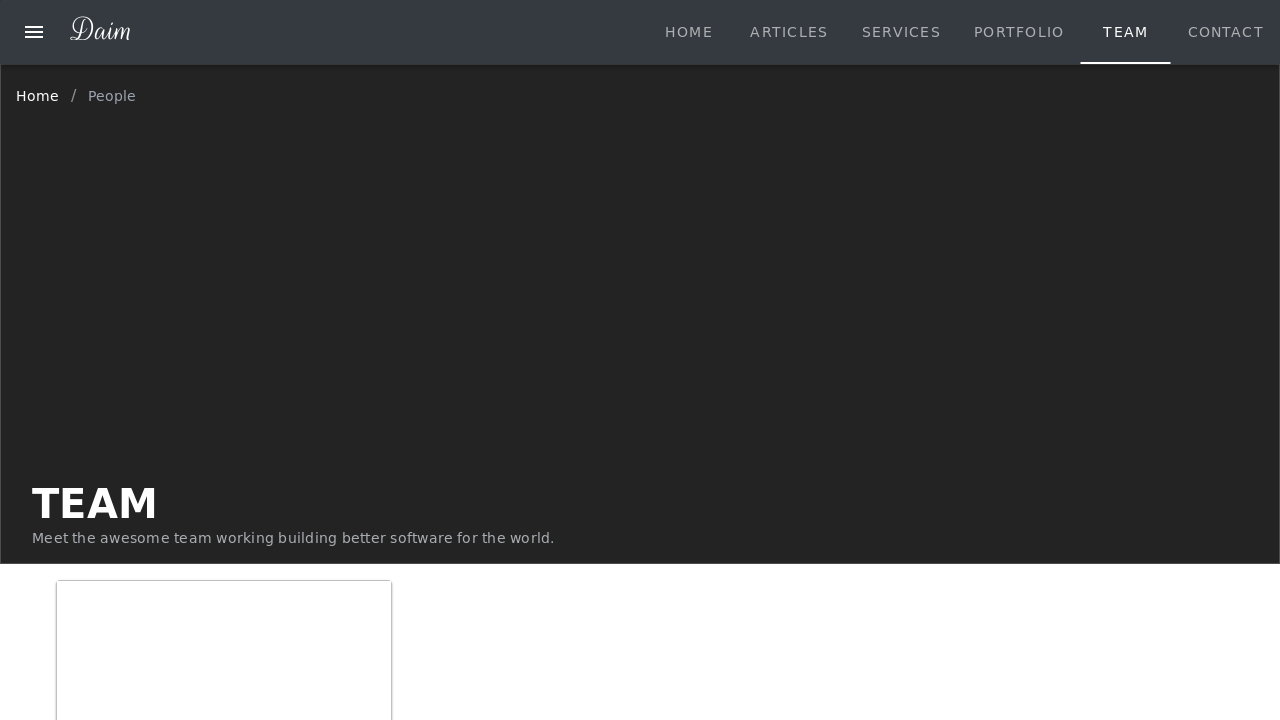 Daim
HOME ARTICLES SERVICES PORTFOLIO TEAM CONTACT
Home / People
TEAM
Meet the awesome team working building better software for the world.